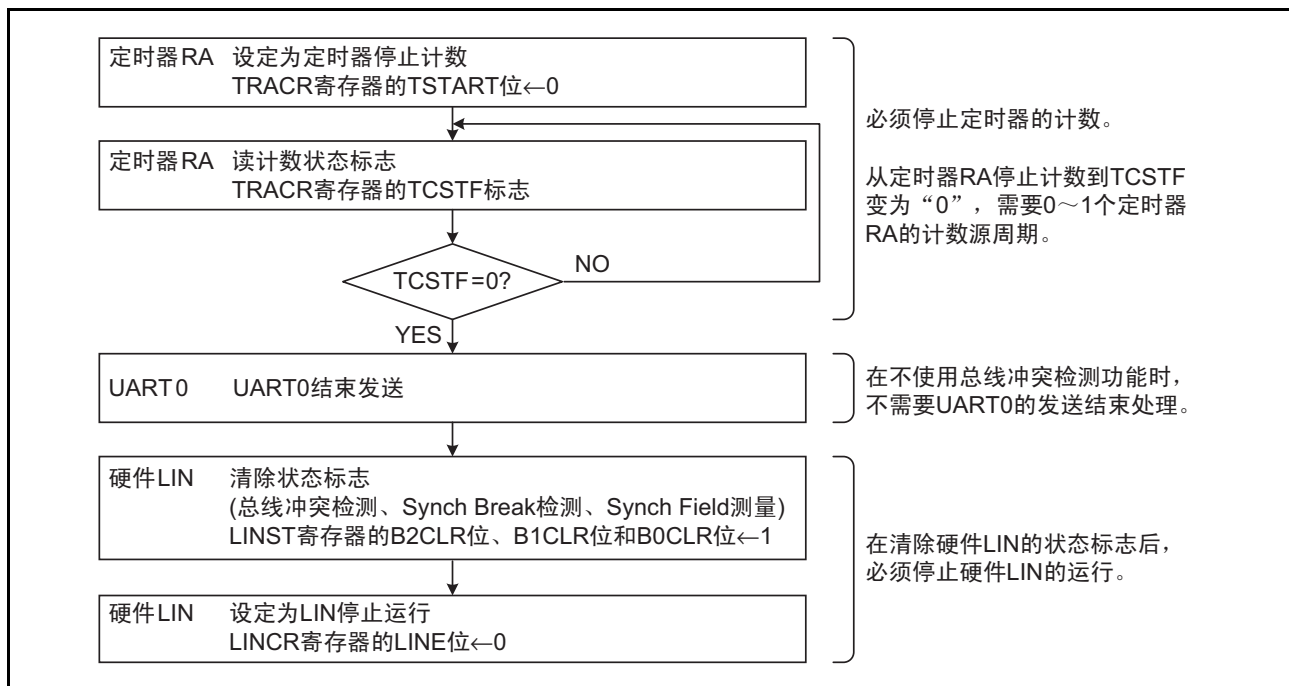 定时器RA 设定为定时器停止计数
TRACR寄存器的TSTART位←0
必须停止定时器的计数。
定时器RA 读计数状态标志
TRACR寄存器的TCSTF标志
从定时器RA停止计数到TCSTF
变为“0”，需要0～1个定时器
RA的计数源周期。
TCSTF=0?
NO
YES
UART0 UART0结束发送
在不使用总线冲突检测功能时，
不需要UART0的发送结束处理。
硬件LIN 清除状态标志
(总线冲突检测、Synch Break检测、Synch Field测量)
LINST寄存器的B2CLR位、B1CLR位和B0CLR位←1
在清除硬件LIN的状态标志后，
必须停止硬件LIN的运行。
硬件LIN 设定为LIN停止运行
LINCR寄存器的LINE位←0